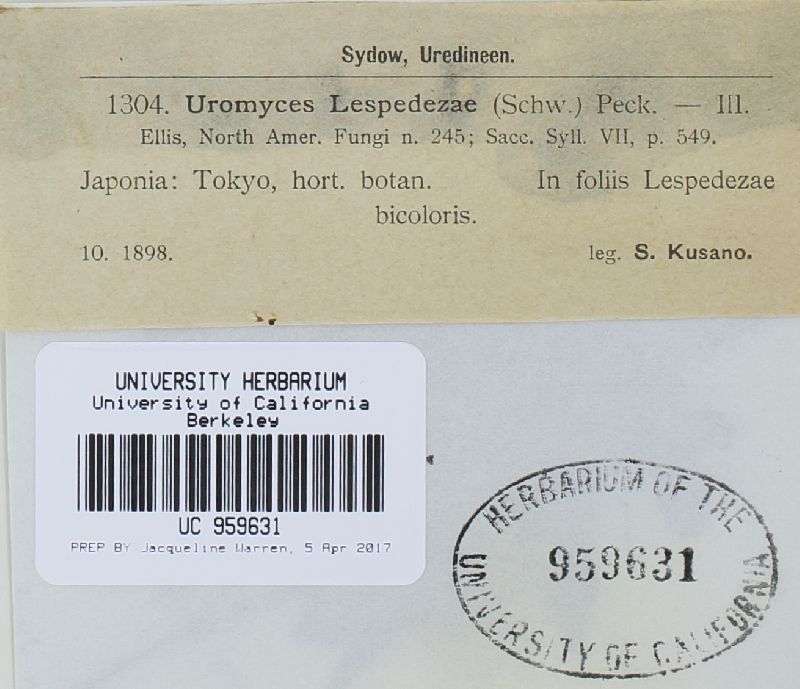 Sydow, Uredineen.
1304. Uromyces Lespedezae (Schw.) Peck. — III.
Ellis, North Amer. Fungi n. 245; Sacc. Syll. VII, p. 549.
Japonia: Tokyo, hort. botan. In foliis Lespedezae
bicoloris.
10. 1898. leg. S. Kusano.
UNIVERSITY HERBARIUM
University of California
Berkeley
UC 959631
PREP BY Jacqueline Warren, 5 Apr 2017
HERBARIUM OF THE
959631
UNIVERSITY OF CALIFORNIA